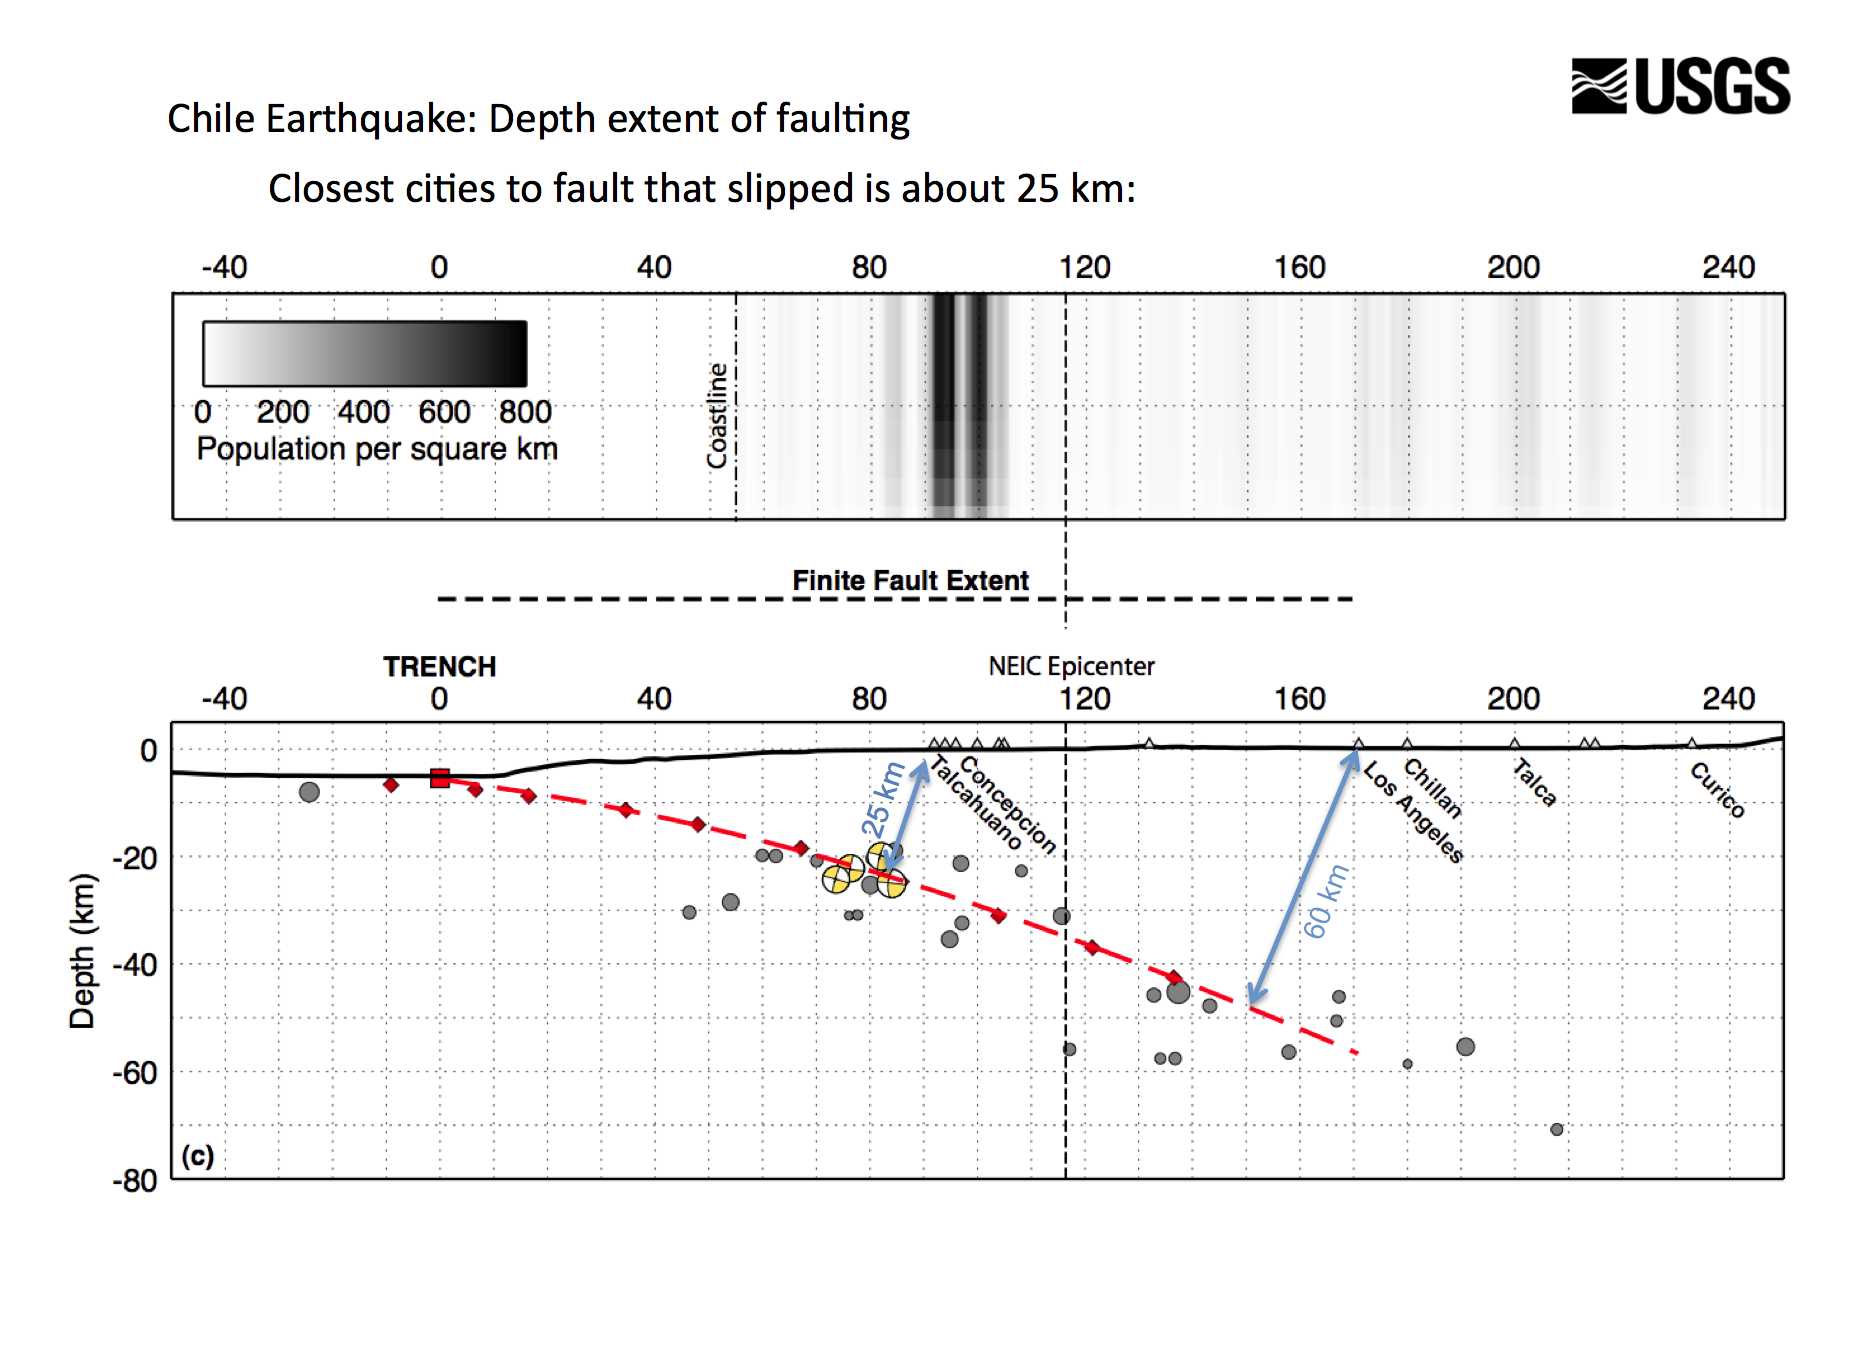 USGS
Chile Earthquake: Depth extent of faulting
Closest cities to fault that slipped is about 25 km:
-40 0 40 80 120 160 200 240
Coastline
0 200 400 600 800
Population per square km
Finite Fault Extent
TRENCH
NEIC Epicenter
-40 0 40 80 120 160 200 240
0
-20
-40
-60
-80
Depth (km)
25 km
Talcahuano
Concepcion
60 km
Los Angeles
Chillan
Talca
Curico
(c)